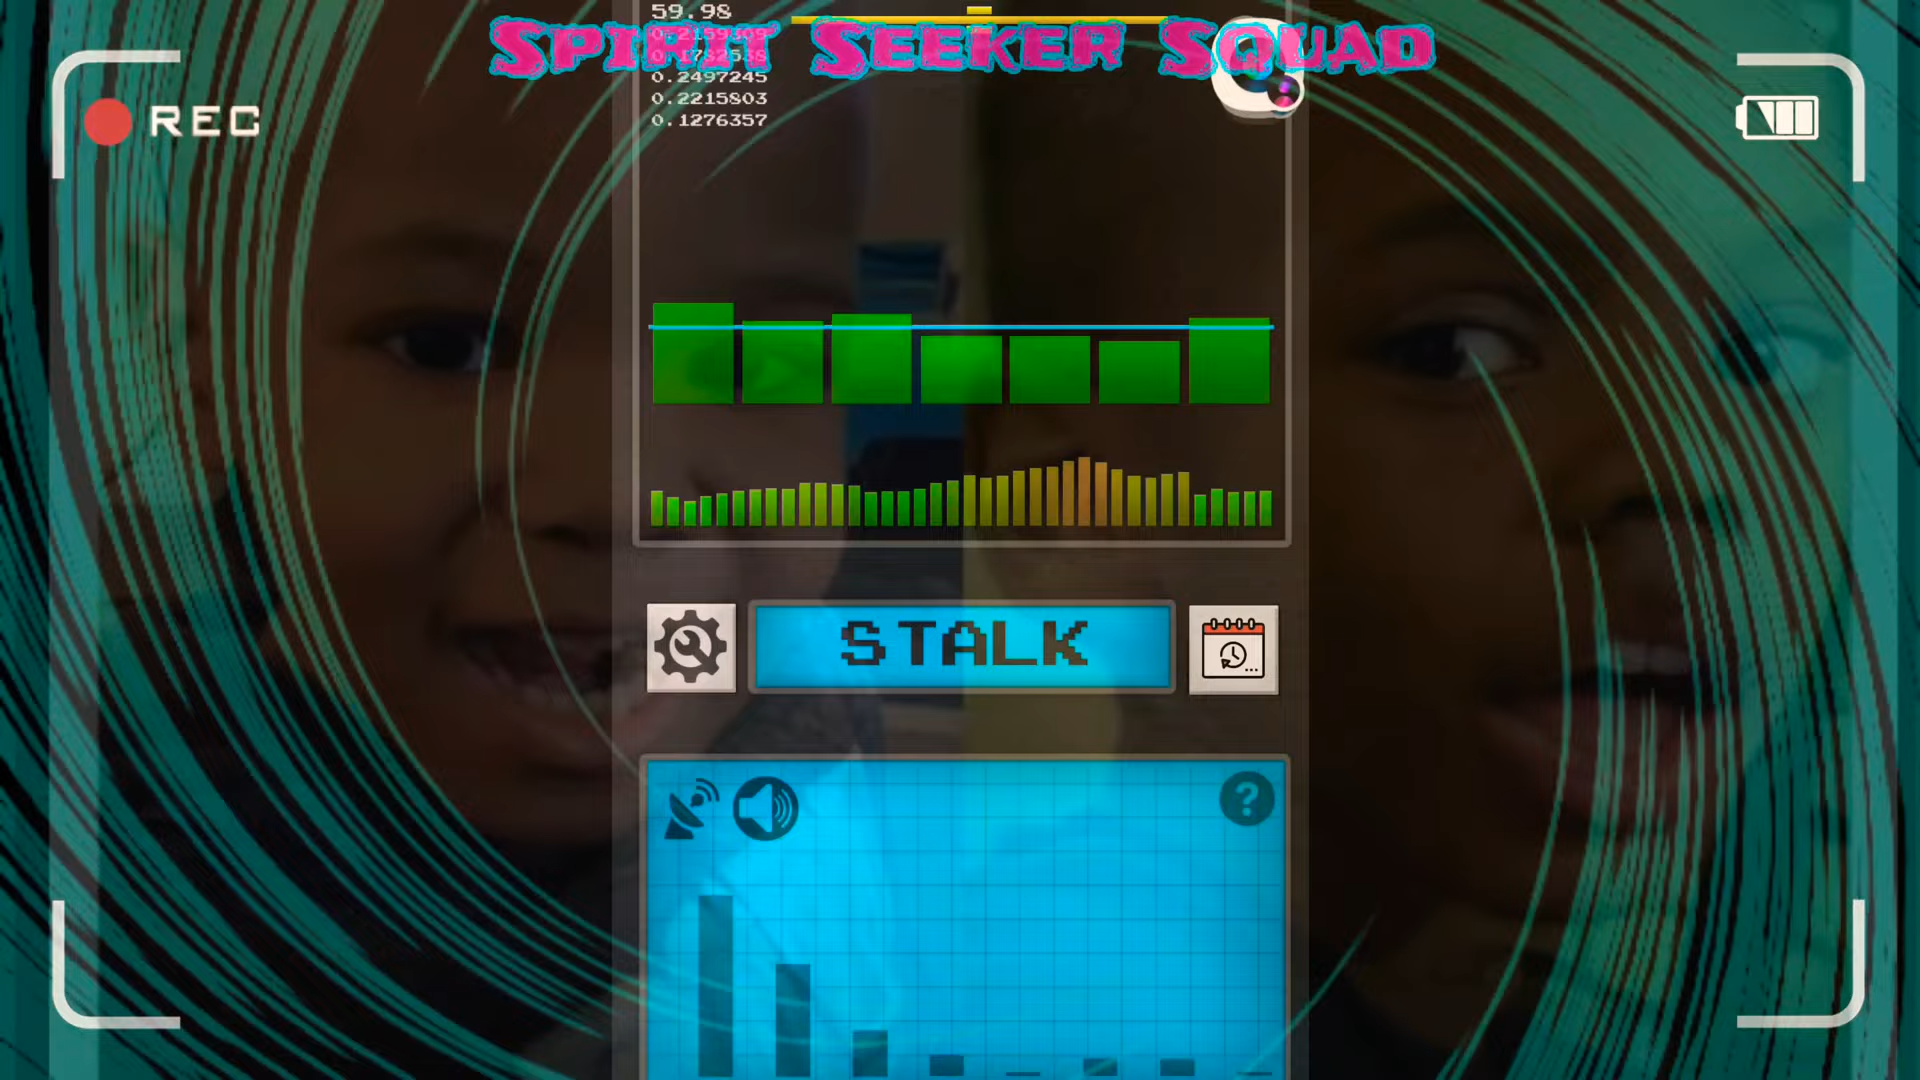 59.98
SPIRIT SEEKER SQUAD
0.2497245
0.2215803
0.1276357
REC
STALK
?